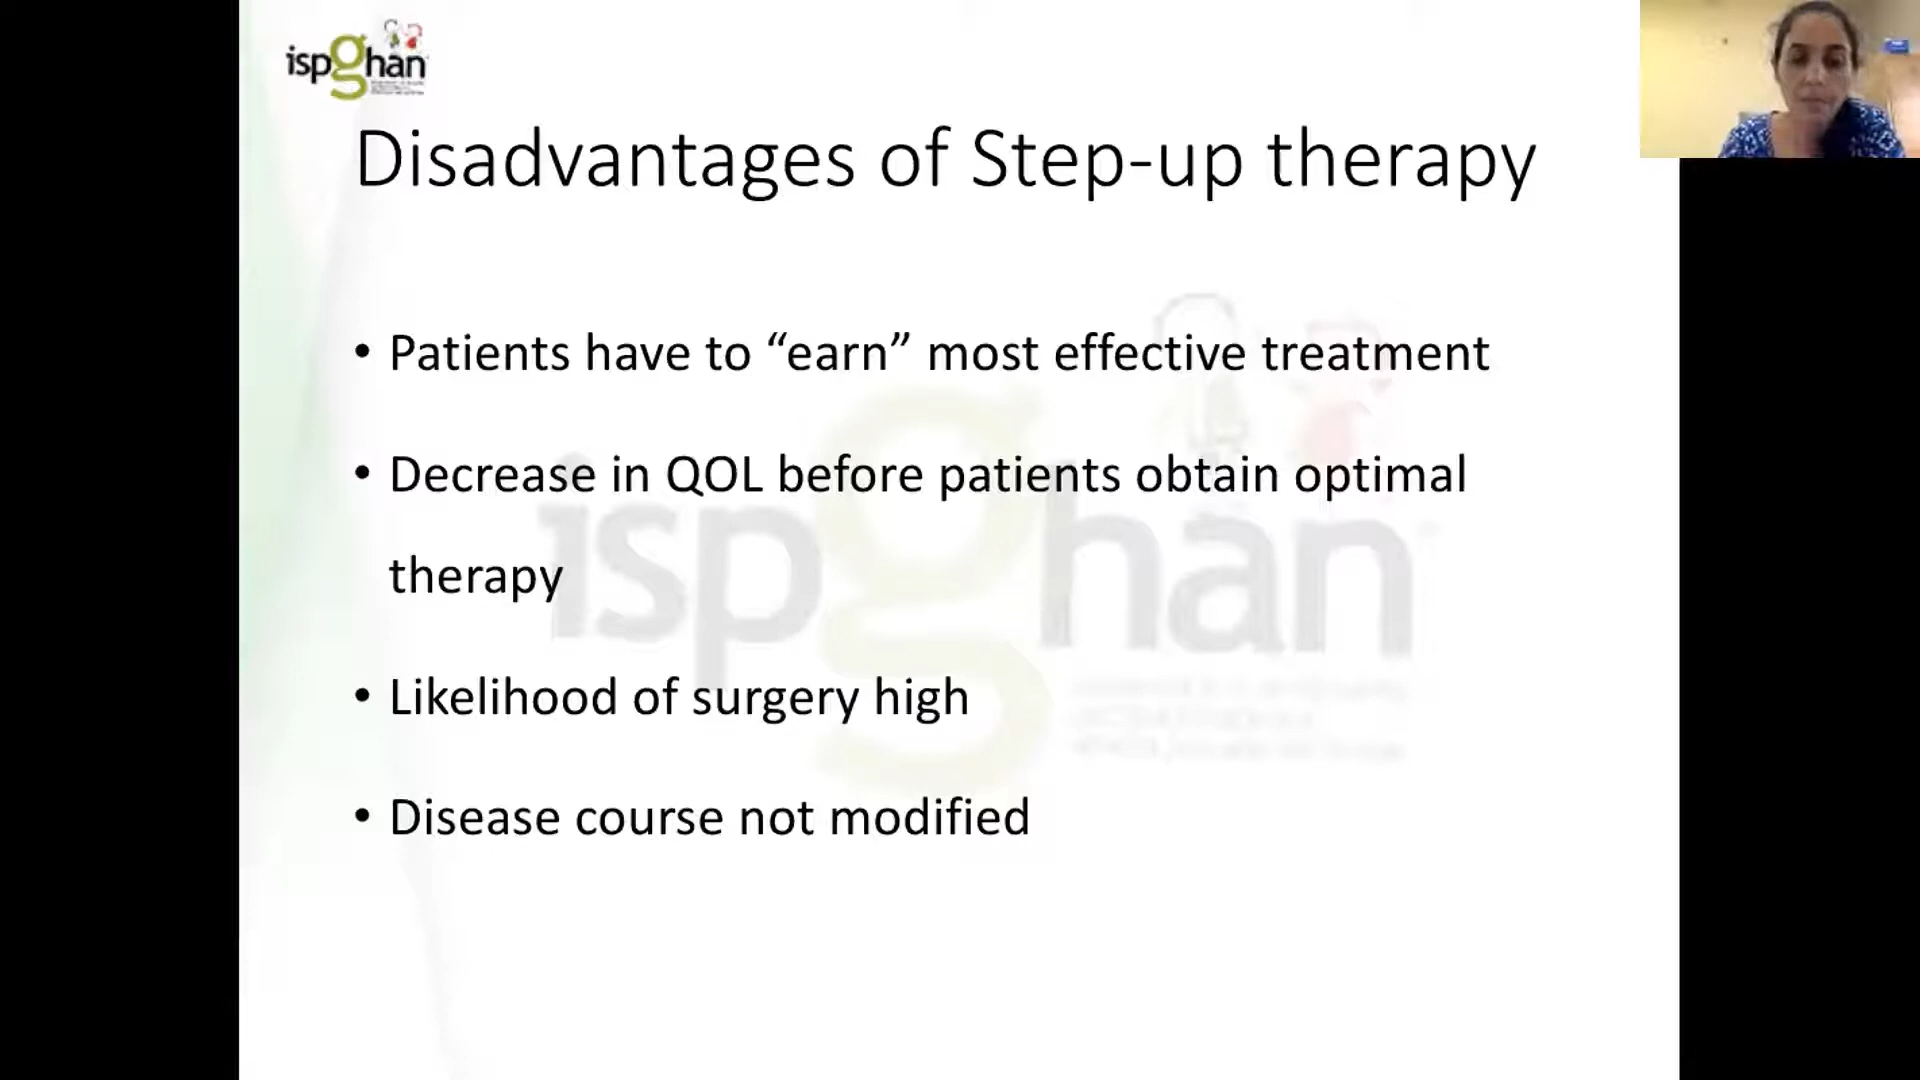 ispghan
Disadvantages of Step-up therapy
• Patients have to “earn” most effective treatment
• Decrease in QOL before patients obtain optimal
therapy
• Likelihood of surgery high
• Disease course not modified
ispghan